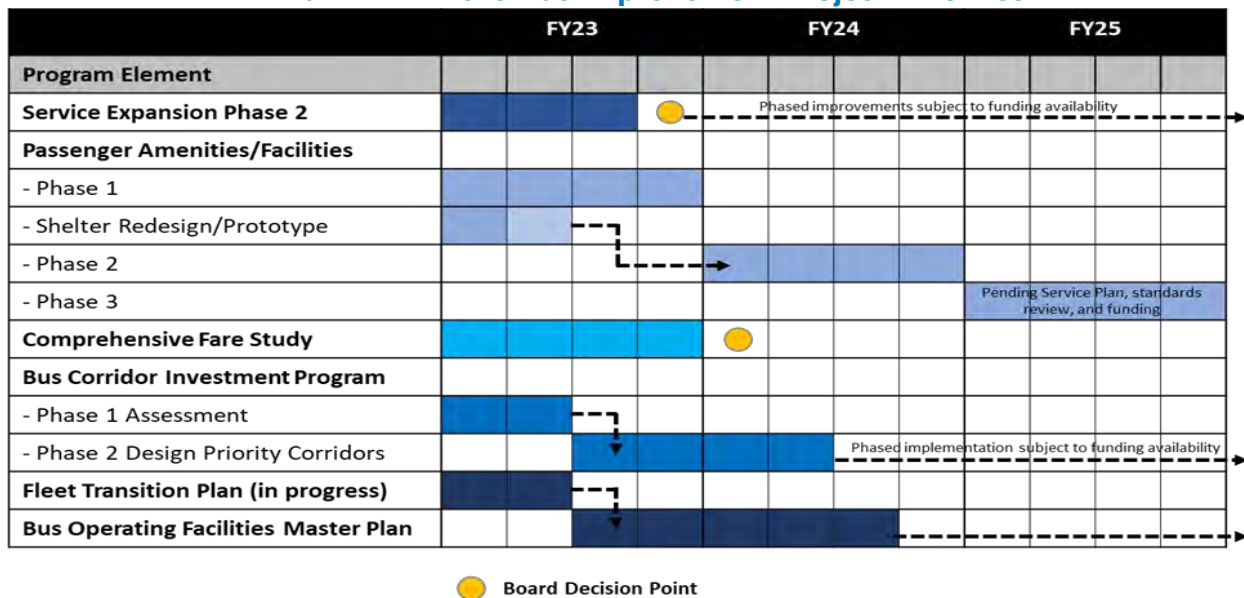 FY23 FY24 FY25
Program Element
Service Expansion Phase 2
Phased improvements subject to funding availability
Passenger Amenities/Facilities
- Phase 1
- Shelter Redesign/Prototype
- Phase 2
- Phase 3
Pending Service Plan, standards
review, and funding
Comprehensive Fare Study
Bus Corridor Investment Program
- Phase 1 Assessment
- Phase 2 Design Priority Corridors
Phased implementation subject to funding availability
Fleet Transition Plan (in progress)
Bus Operating Facilities Master Plan
Board Decision Point